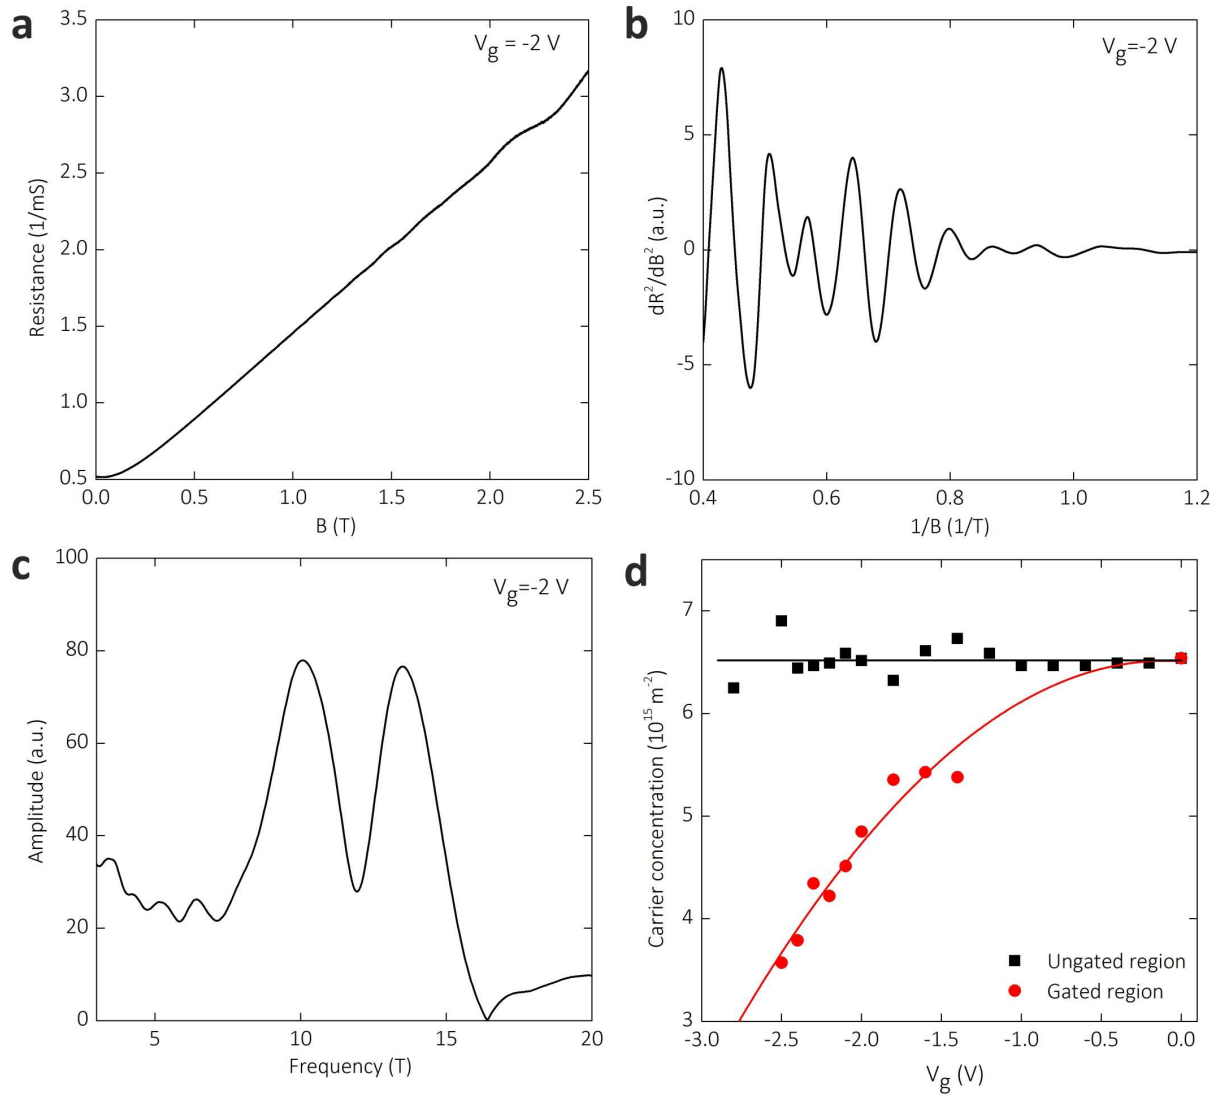 a
V_g = -2 V
3.5
3.0
2.5
2.0
1.5
1.0
0.5
Resistance (1/mS)
0.0 0.5 1.0 1.5 2.0 2.5
B (T)
b
V_g=-2 V
10
5
0
-5
-10
dR²/dB² (a.u.)
0.4 0.6 0.8 1.0 1.2
1/B (1/T)
c
V_g=-2 V
100
80
60
40
20
0
Amplitude (a.u.)
5 10 15 20
Frequency (T)
d
7
6
5
4
3
Carrier concentration (10¹⁵ m⁻²)
Ungated region
Gated region
-3.0 -2.5 -2.0 -1.5 -1.0 -0.5 0.0
V_g (V)